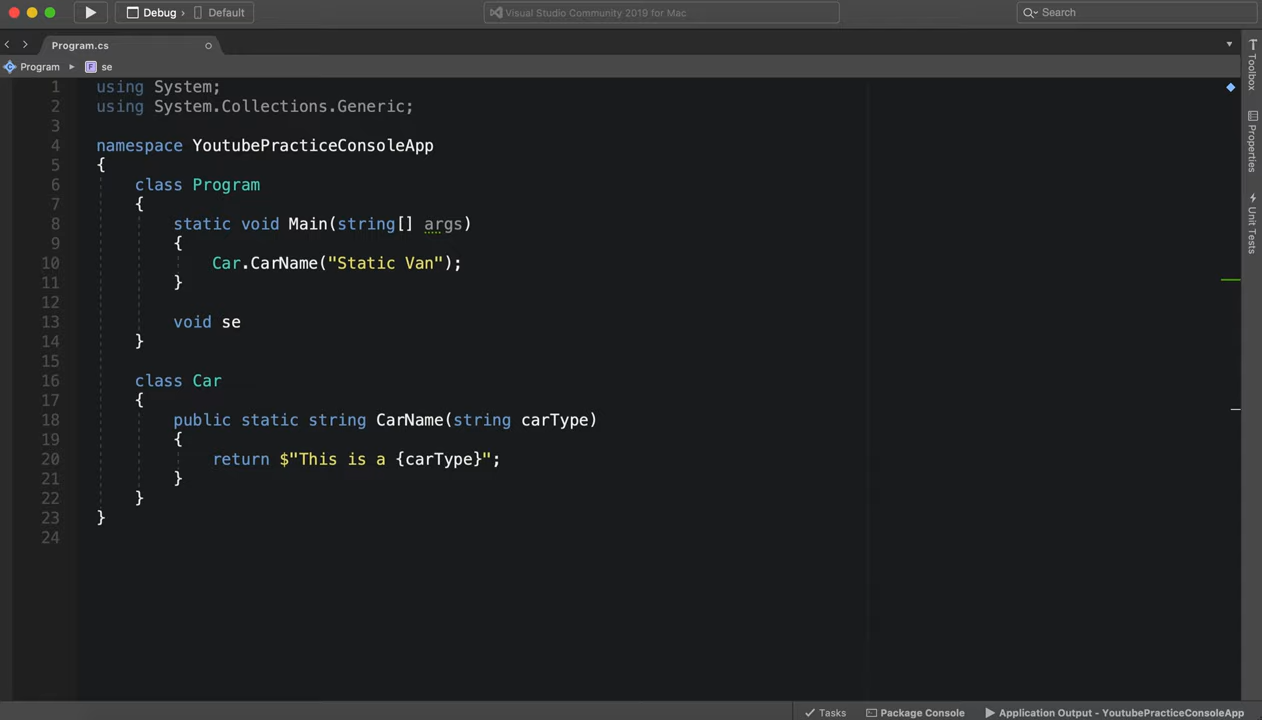 Debug › Default
Visual Studio Community 2019 for Mac
Search
Program.cs
Program ▸ F se
Toolbox
Properties
Unit Tests
1 using System;
2 using System.Collections.Generic;
3
4 namespace YoutubePracticeConsoleApp
5 {
6 class Program
7 {
8 static void Main(string[] args)
9 {
10 Car.CarName("Static Van");
11 }
12
13 void se
14 }
15
16 class Car
17 {
18 public static string CarName(string carType)
19 {
20 return $"This is a {carType}";
21 }
22 }
23 }
24
Tasks Package Console Application Output - YoutubePracticeConsoleApp